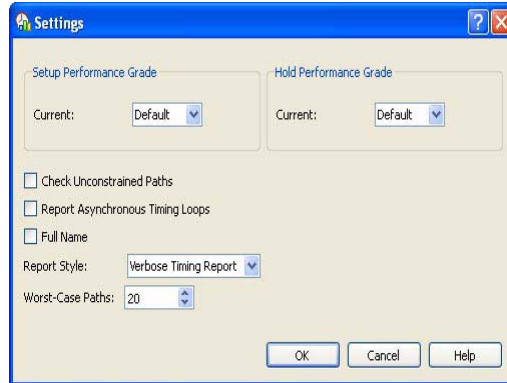 Settings
Setup Performance Grade
Current: Default
Hold Performance Grade
Current: Default
Check Unconstrained Paths
Report Asynchronous Timing Loops
Full Name
Report Style: Verbose Timing Report
Worst-Case Paths: 20
OK Cancel Help